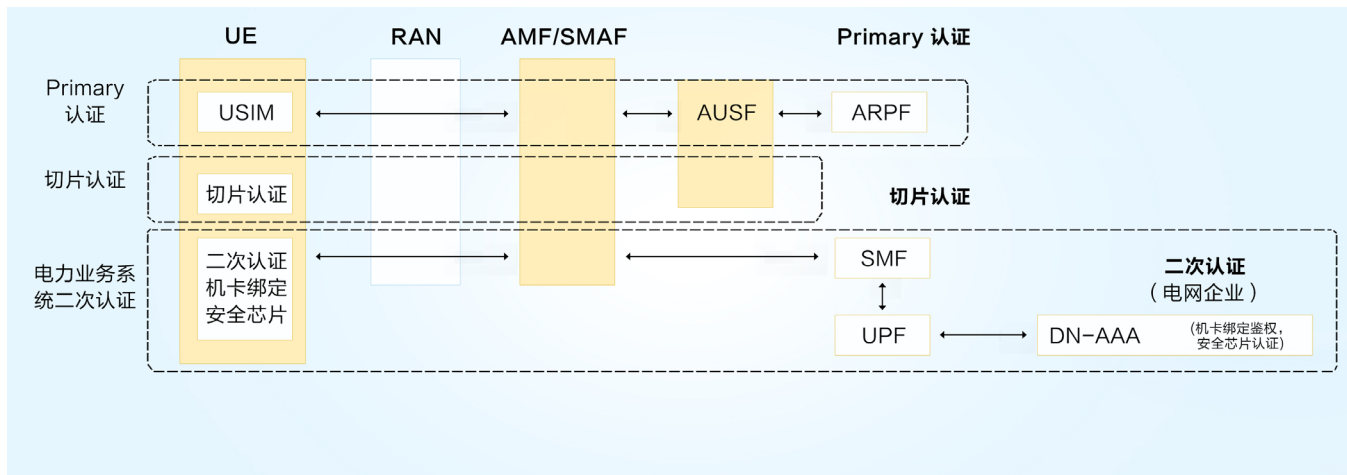 UE
RAN
AMF/SMAF
Primary 认证
Primary
认证
USIM
AUSF
ARPF
切片认证
切片认证
切片认证
电力业务系
统二次认证
二次认证
机卡绑定
安全芯片
SMF
二次认证
（电网企业）
UPF
DN-AAA
(机卡绑定鉴权，
安全芯片认证)